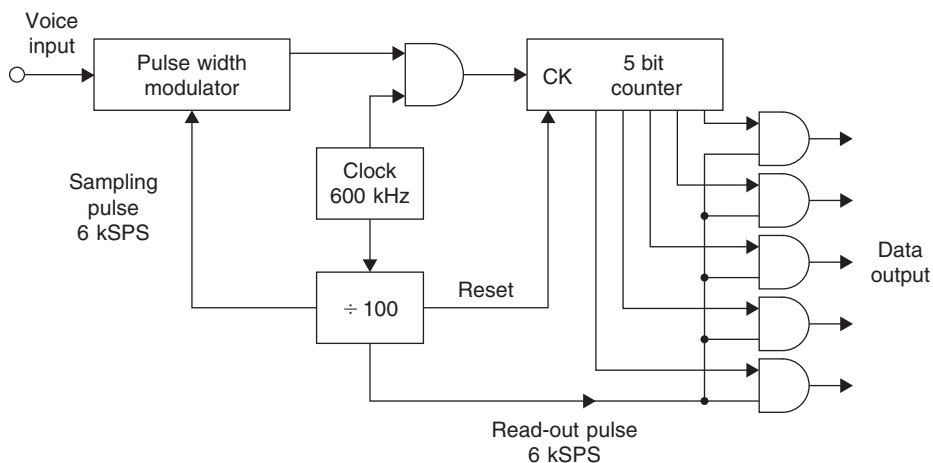 Voice
input
Pulse width
modulator
CK
5 bit
counter
Clock
600 kHz
Sampling
pulse
6 kSPS
÷ 100
Reset
Data
output
Read-out pulse
6 kSPS